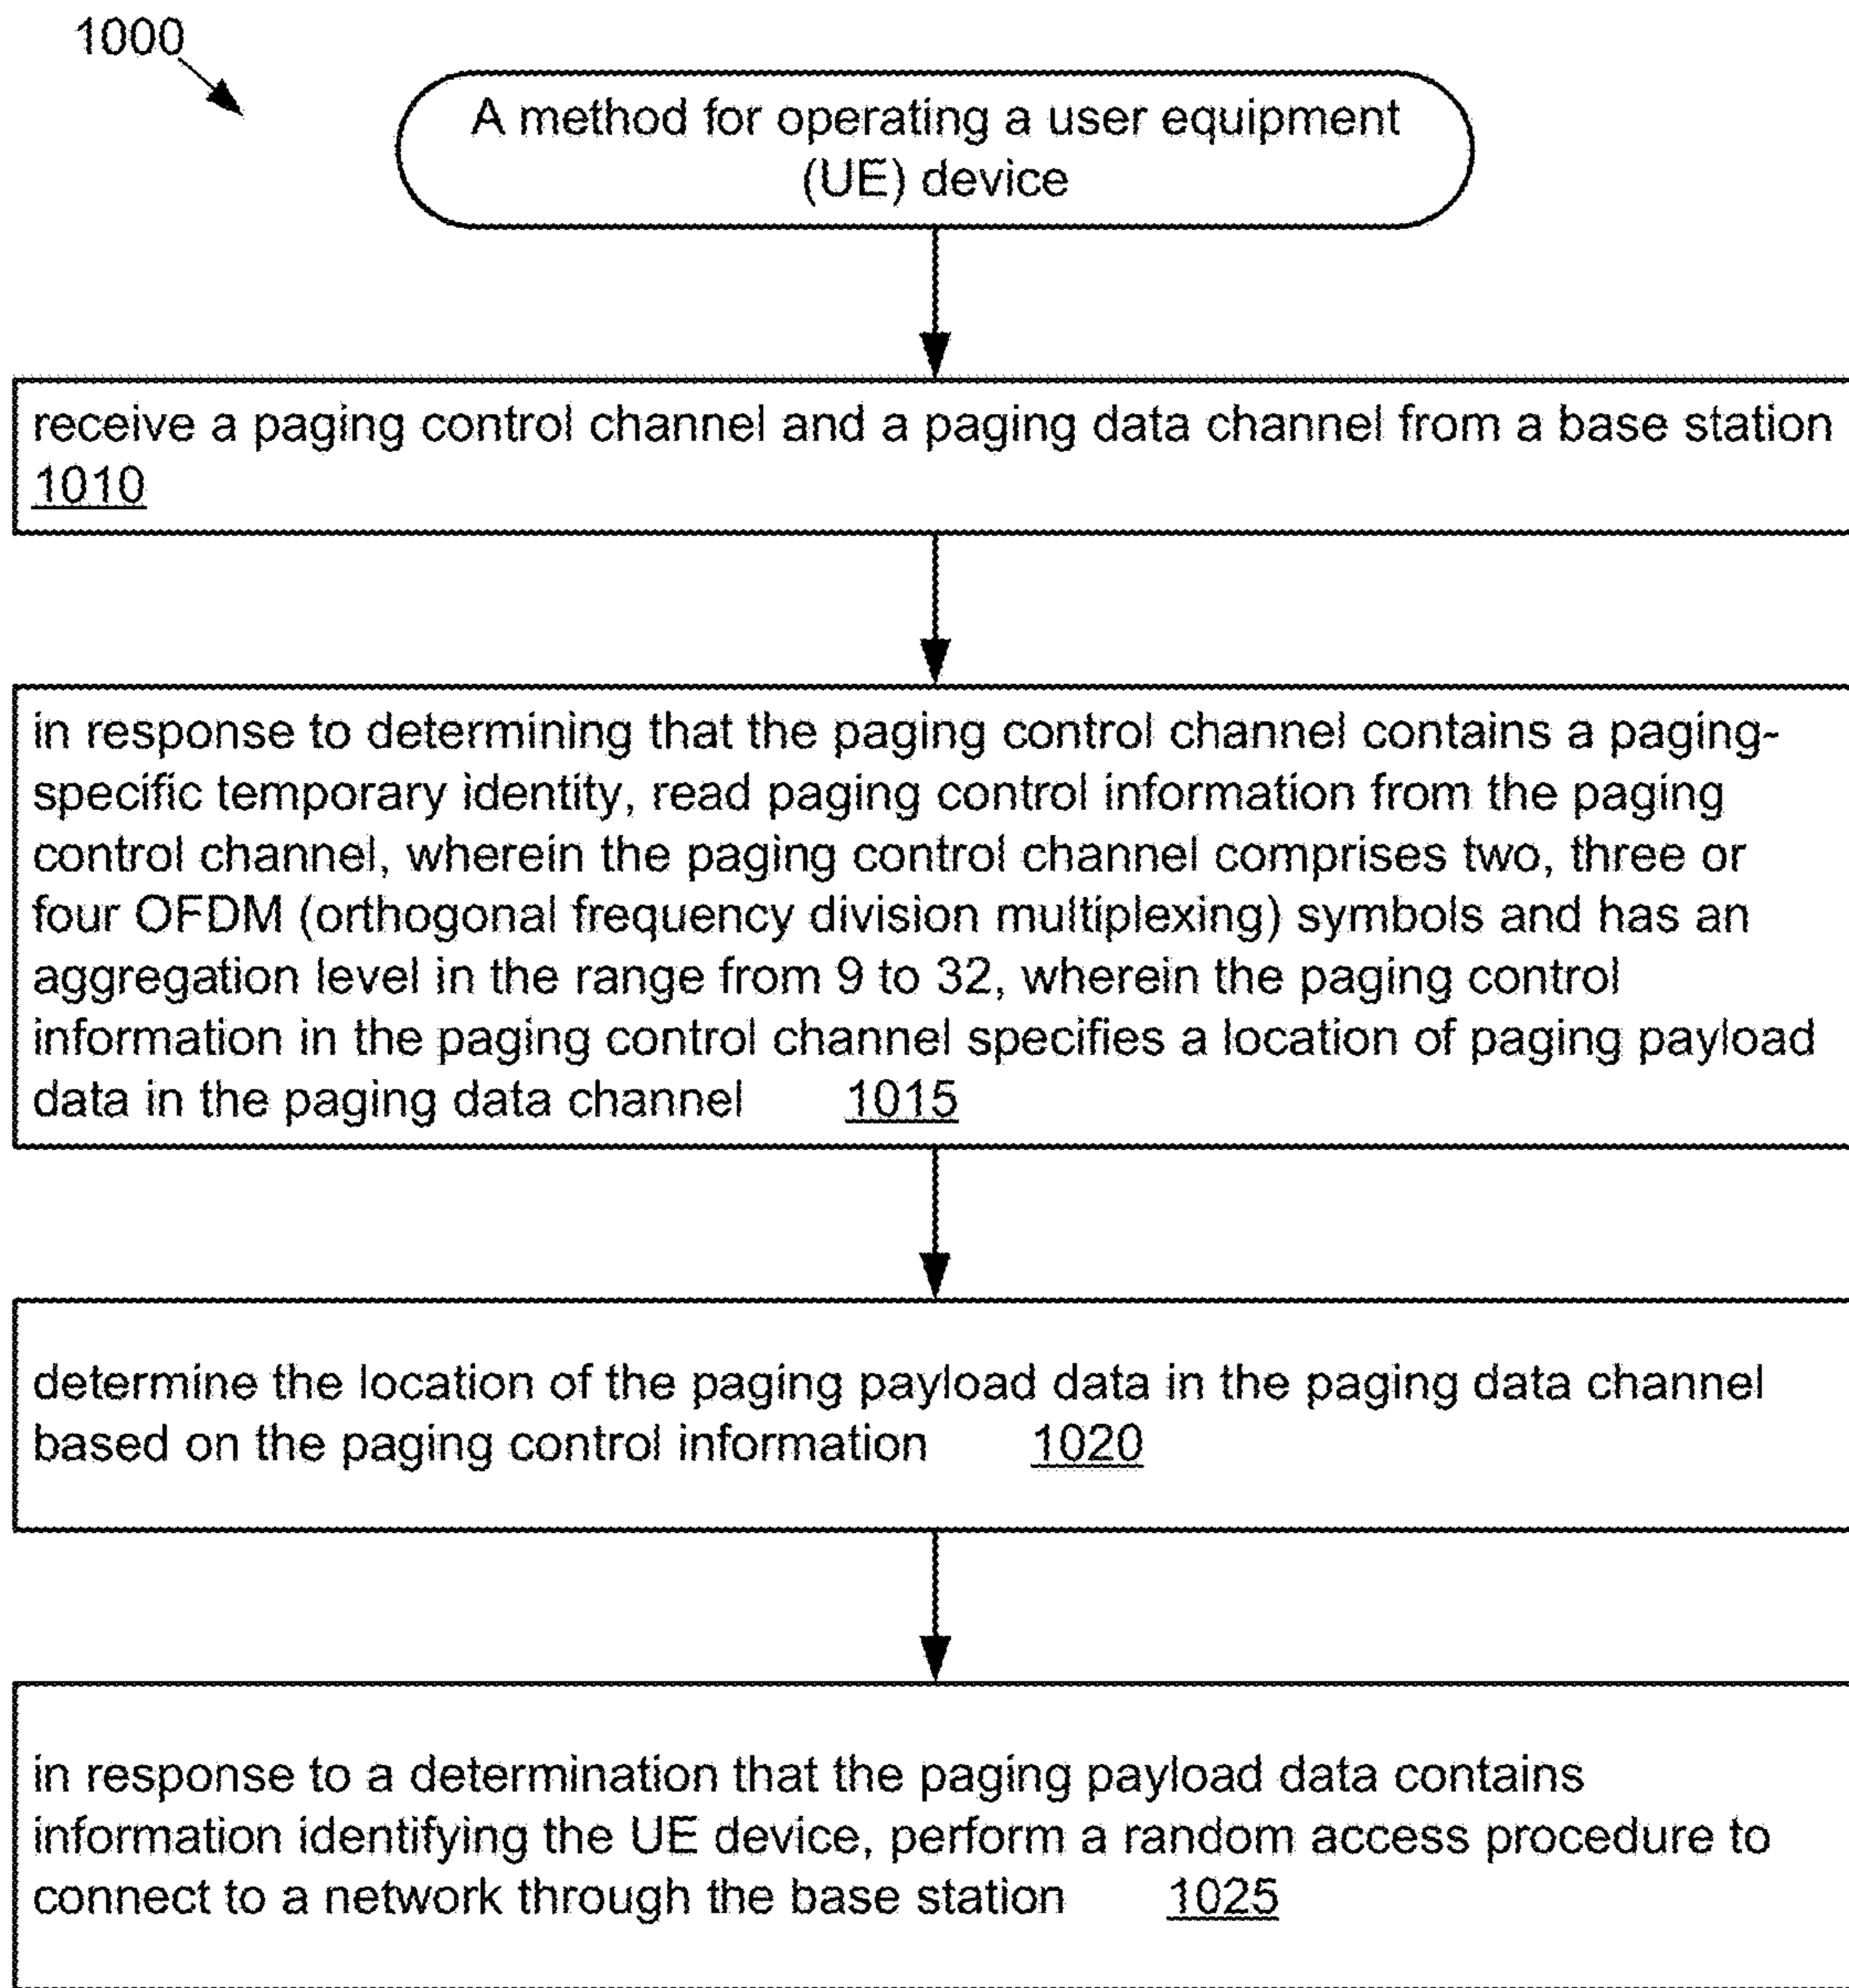 1000
A method for operating a user equipment
(UE) device
receive a paging control channel and a paging data channel from a base station
1010
in response to determining that the paging control channel contains a paging-
specific temporary identity, read paging control information from the paging
control channel, wherein the paging control channel comprises two, three or
four OFDM (orthogonal frequency division multiplexing) symbols and has an
aggregation level in the range from 9 to 32, wherein the paging control
information in the paging control channel specifies a location of paging payload
data in the paging data channel 1015
determine the location of the paging payload data in the paging data channel
based on the paging control information 1020
in response to a determination that the paging payload data contains
information identifying the UE device, perform a random access procedure to
connect to a network through the base station 1025